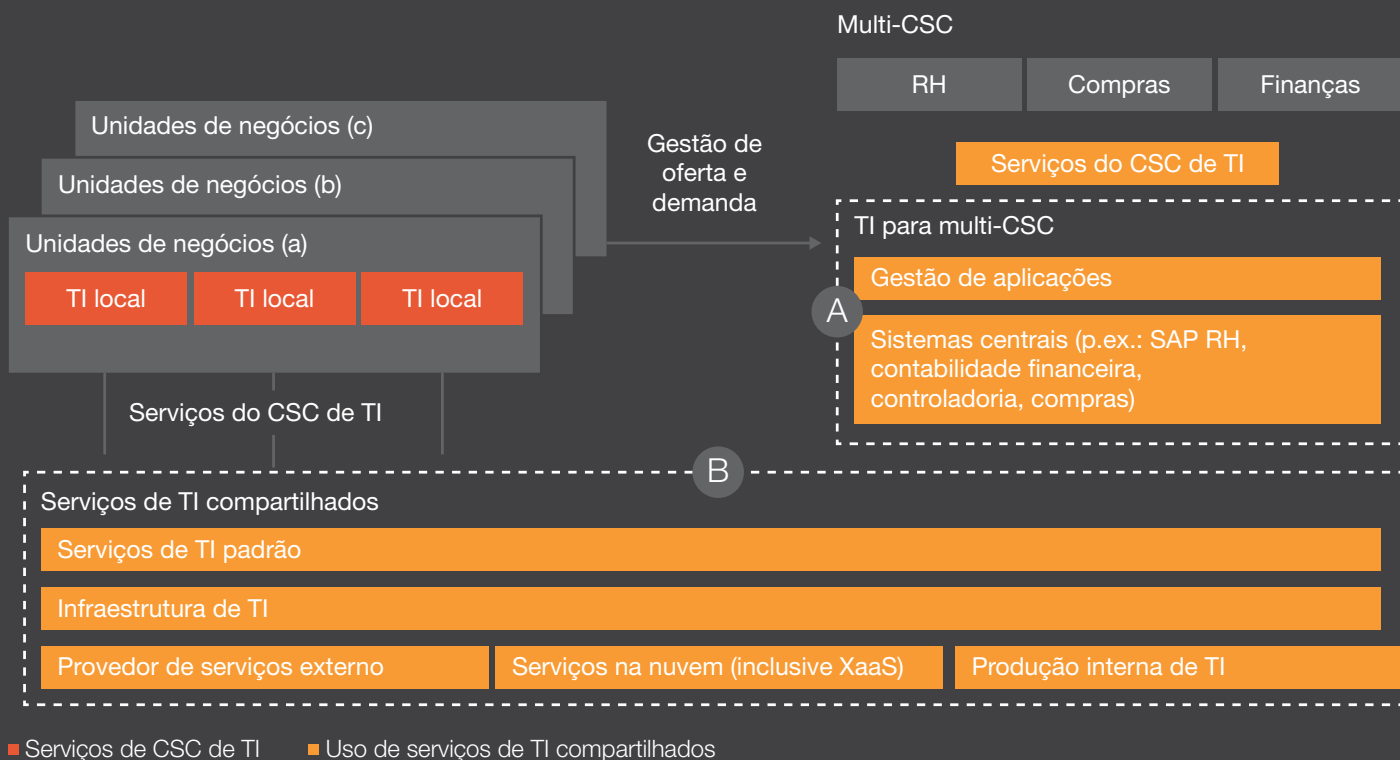 Multi-CSC
RH
Compras
Finanças
Serviços do CSC de TI
Unidades de negócios (c)
Unidades de negócios (b)
Unidades de negócios (a)
TI local
TI local
TI local
Gestão de
oferta e
demanda
TI para multi-CSC
Gestão de aplicações
A
Sistemas centrais (p.ex.: SAP RH,
contabilidade financeira,
controladoria, compras)
Serviços do CSC de TI
B
Serviços de TI compartilhados
Serviços de TI padrão
Infraestrutura de TI
Provedor de serviços externo
Serviços na nuvem (inclusive XaaS)
Produção interna de TI
Serviços de CSC de TI
Uso de serviços de TI compartilhados